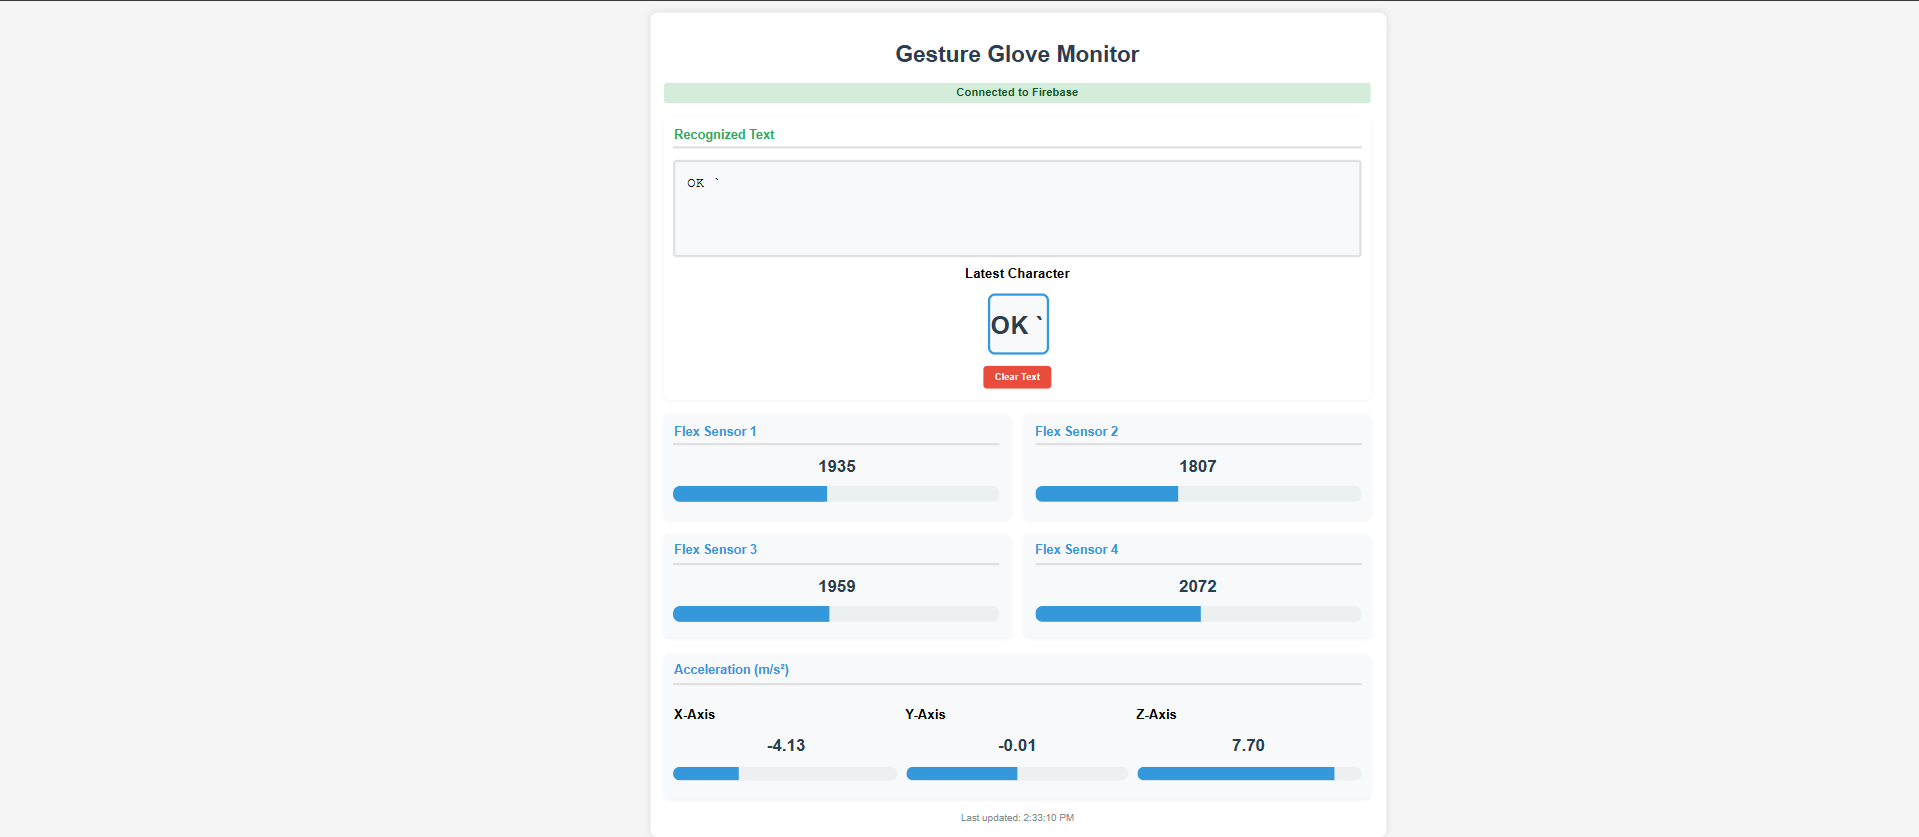 Gesture Glove Monitor
Connected to Firebase
Recognized Text
OK `
Latest Character
OK `
Clear Text
Flex Sensor 1
1935
Flex Sensor 2
1807
Flex Sensor 3
1959
Flex Sensor 4
2072
Acceleration (m/s²)
X-Axis
-4.13
Y-Axis
-0.01
Z-Axis
7.70
Last updated: 2:33:10 PM